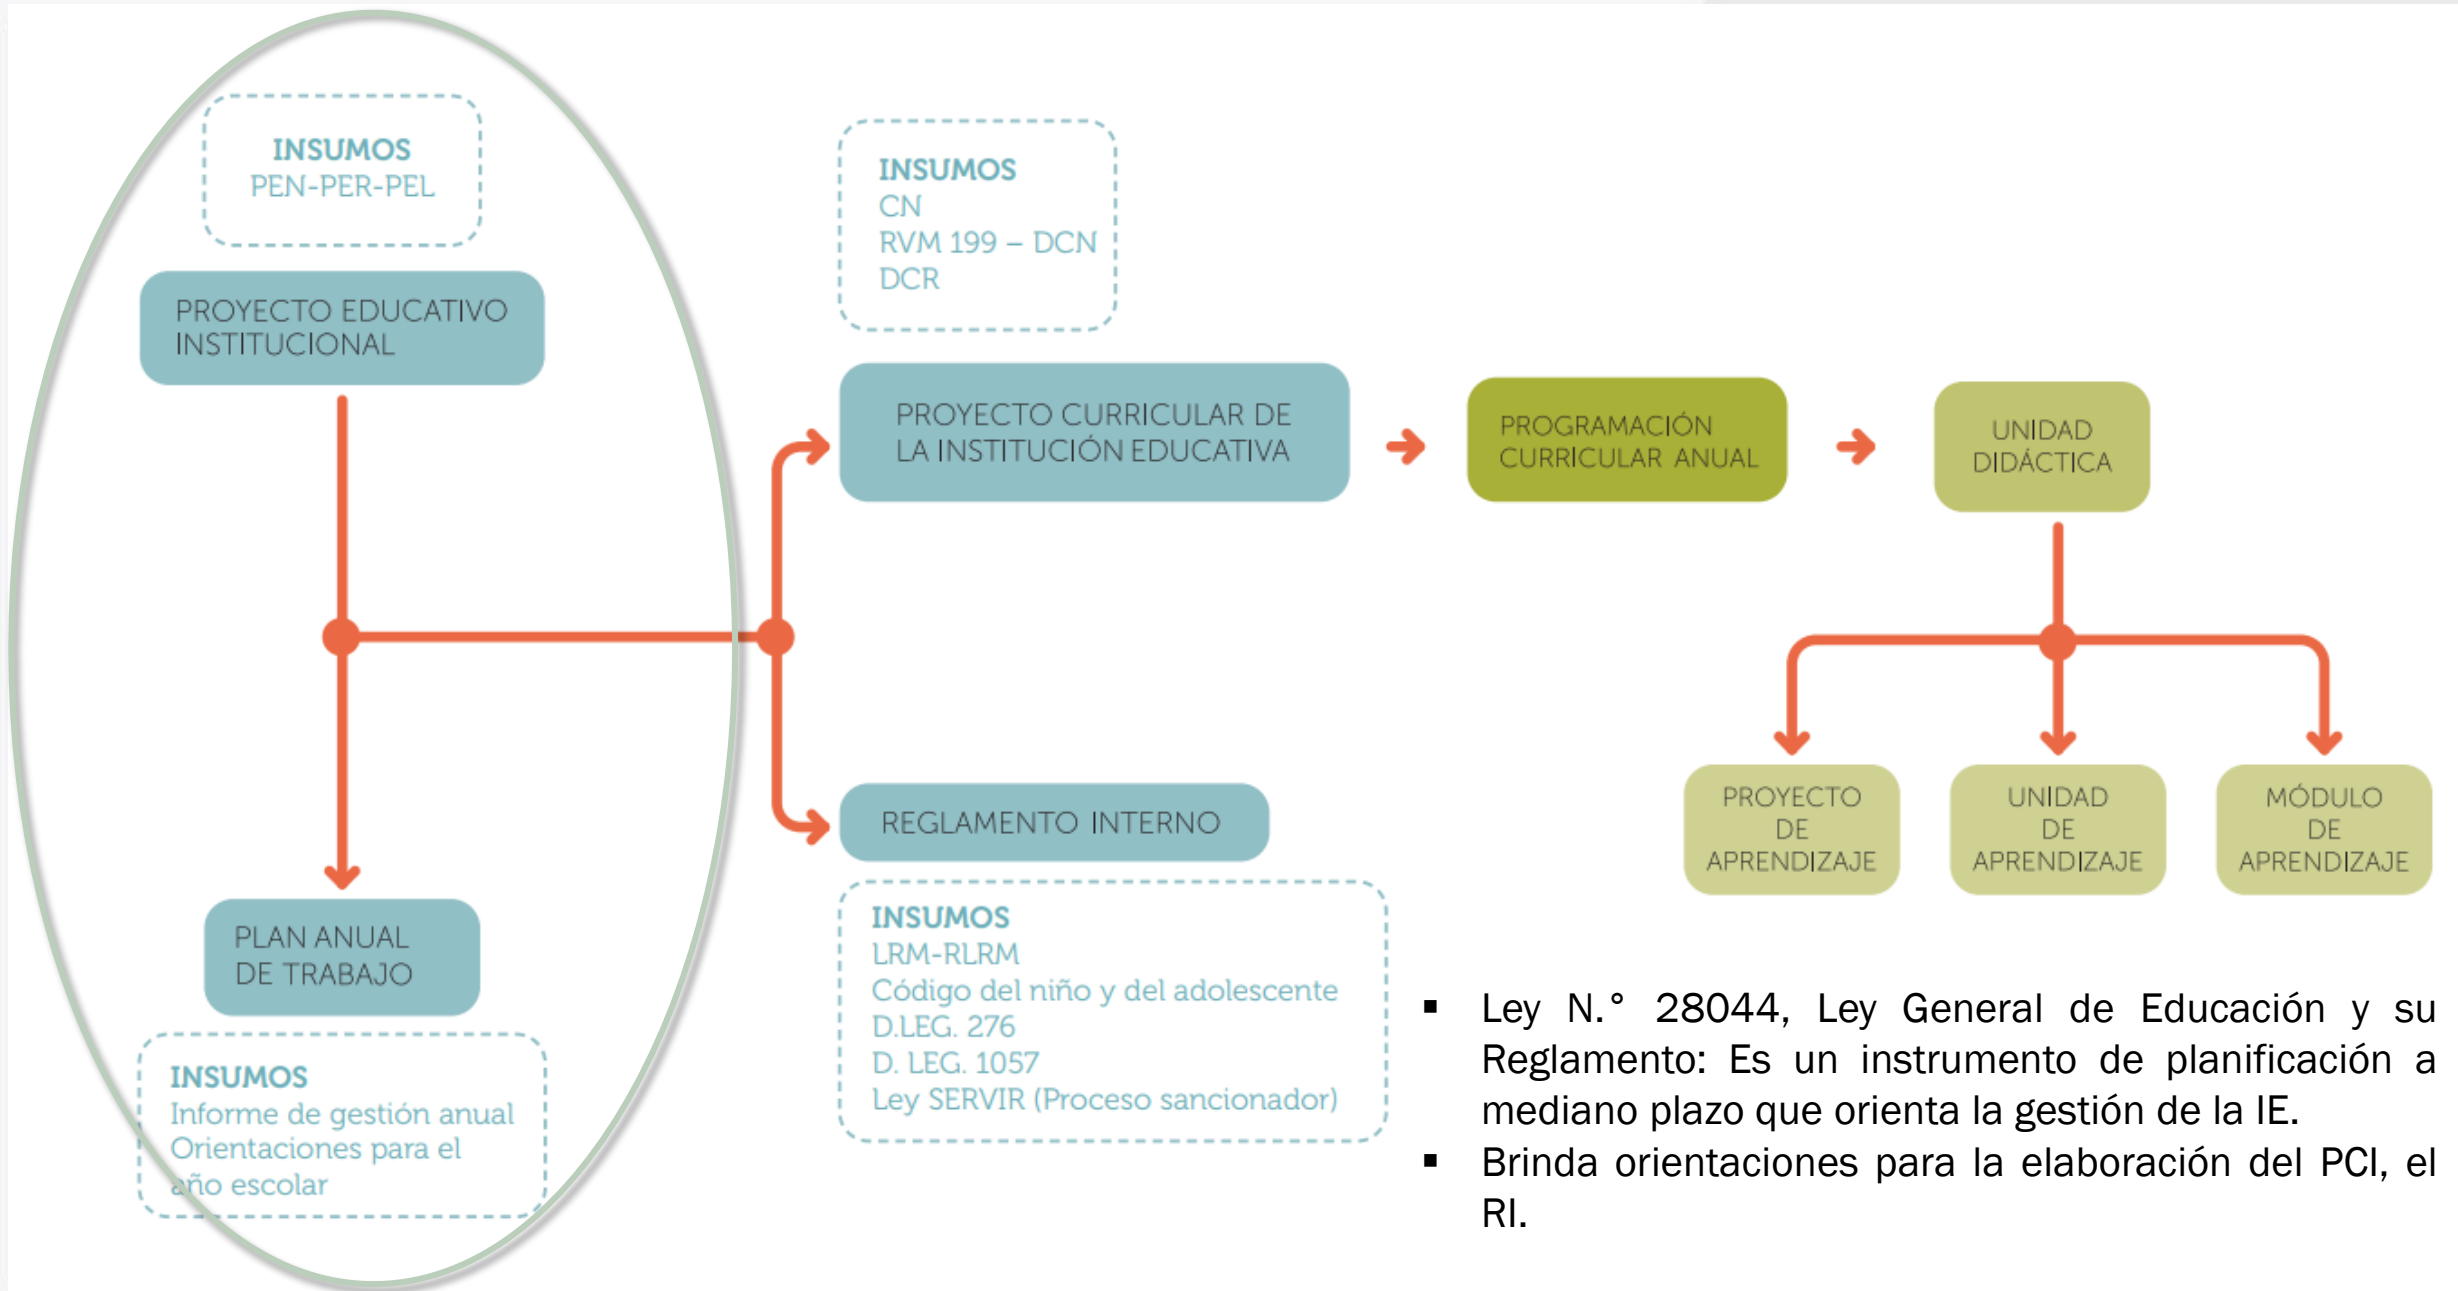 INSUMOS
PEN-PER-PEL
PROYECTO EDUCATIVO
INSTITUCIONAL
PLAN ANUAL
DE TRABAJO
INSUMOS
Informe de gestión anual
Orientaciones para el
año escolar
INSUMOS
CN
RVM 199 – DCN
DCR
PROYECTO CURRICULAR DE
LA INSTITUCIÓN EDUCATIVA
REGLAMENTO INTERNO
INSUMOS
LRM-RLRM
Código del niño y del adolescente
D.LEG. 276
D. LEG. 1057
Ley SERVIR (Proceso sancionador)
PROGRAMACIÓN
CURRICULAR ANUAL
UNIDAD
DIDÁCTICA
PROYECTO
DE
APRENDIZAJE
UNIDAD
DE
APRENDIZAJE
MÓDULO
DE
APRENDIZAJE
▪ Ley N.° 28044, Ley General de Educación y su
Reglamento: Es un instrumento de planificación a
mediano plazo que orienta la gestión de la IE.
▪ Brinda orientaciones para la elaboración del PCI, el
RI.